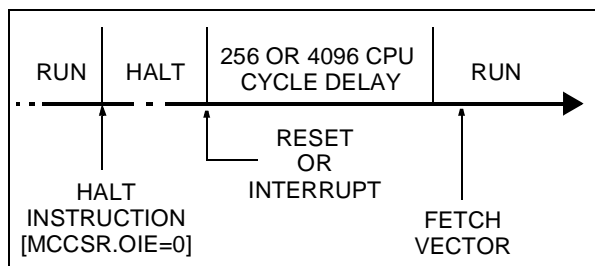 RUN
HALT
256 OR 4096 CPU
CYCLE DELAY
RUN
RESET
OR
INTERRUPT
HALT
INSTRUCTION
[MCCSR.OIE=0]
FETCH
VECTOR